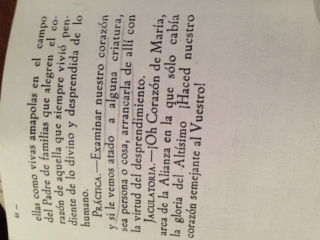 40 —
ellas como vivas amapolas en el campo
del Padre de familias que alegren el co-
razón de aquella que siempre vivió pen-
diente de lo divino y desprendida de lo
humano.
PRÁCTICA.—Examinar nuestro corazón
y si le vemos atado a alguna criatura,
sea persona o cosa, arrancarla de allí con
la virtud del desprendimiento.
JACULATORIA.—¡Oh Corazón de María,
arca de la Alianza en la que sólo cabía
la gloria del Altísimo ¡Haced nuestro
corazón semejante al Vuestro!